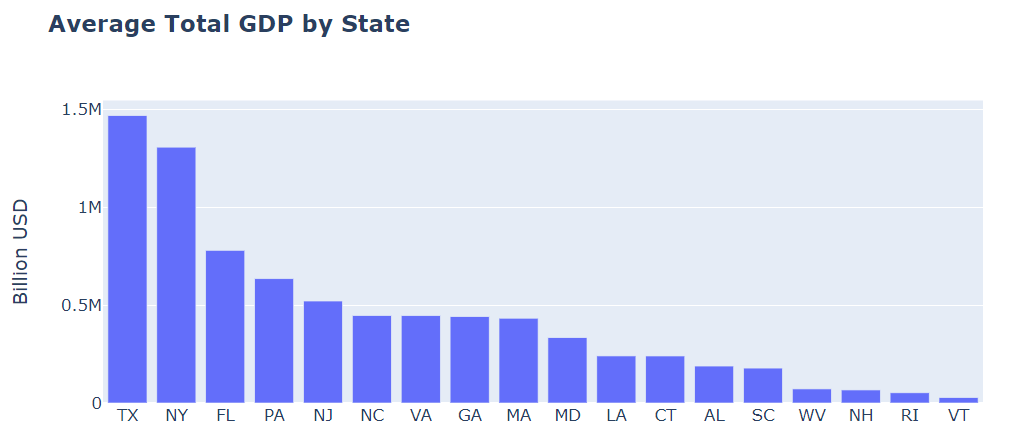 Average Total GDP by State
Billion USD
1.5M
1M
0.5M
0
TX NY FL PA NJ NC VA GA MA MD LA CT AL SC WV NH RI VT